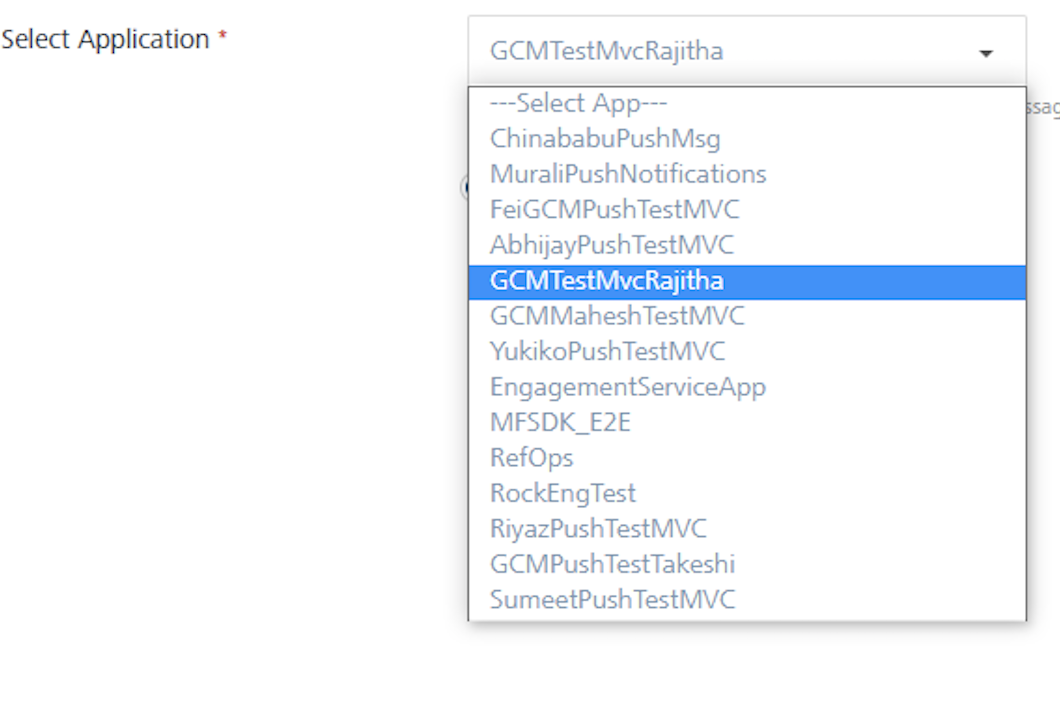 Select Application *
GCMTestMvcRajitha
---Select App---
ChinababuPushMsg
MuraliPushNotifications
FeiGCMPushTestMVC
AbhijayPushTestMVC
GCMTestMvcRajitha
GCMMaheshTestMVC
YukikoPushTestMVC
EngagementServiceApp
MFSDK_E2E
RefOps
RockEngTest
RiyazPushTestMVC
GCMPushTestTakeshi
SumeetPushTestMVC